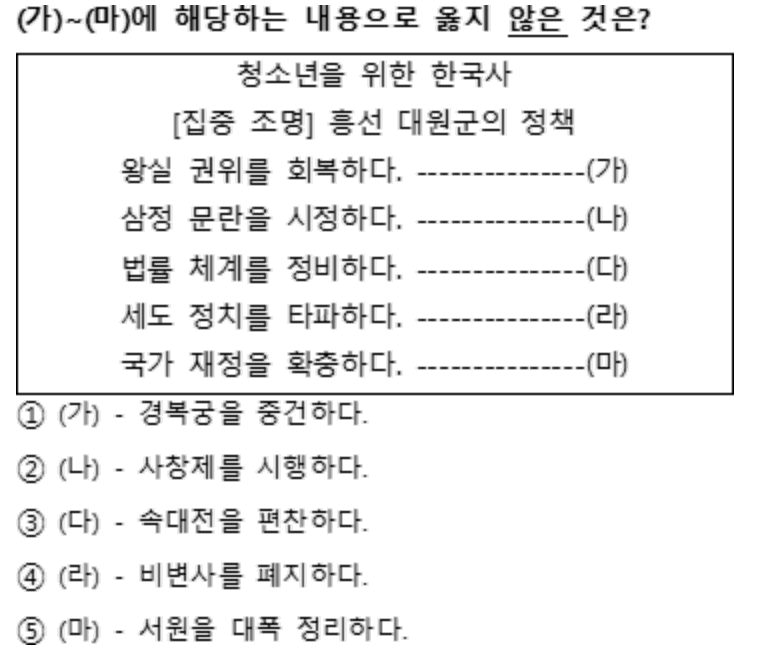 (가)~(마)에 해당하는 내용으로 옳지 않은 것은?
청소년을 위한 한국사
[집중 조명] 흥선 대원군의 정책
왕실 권위를 회복하다. ---------------(가)
삼정 문란을 시정하다. ---------------(나)
법률 체계를 정비하다. ---------------(다)
세도 정치를 타파하다. ---------------(라)
국가 재정을 확충하다. ---------------(마)
① (가) - 경복궁을 중건하다.
② (나) - 사창제를 시행하다.
③ (다) - 속대전을 편찬하다.
④ (라) - 비변사를 폐지하다.
⑤ (마) - 서원을 대폭 정리하다.